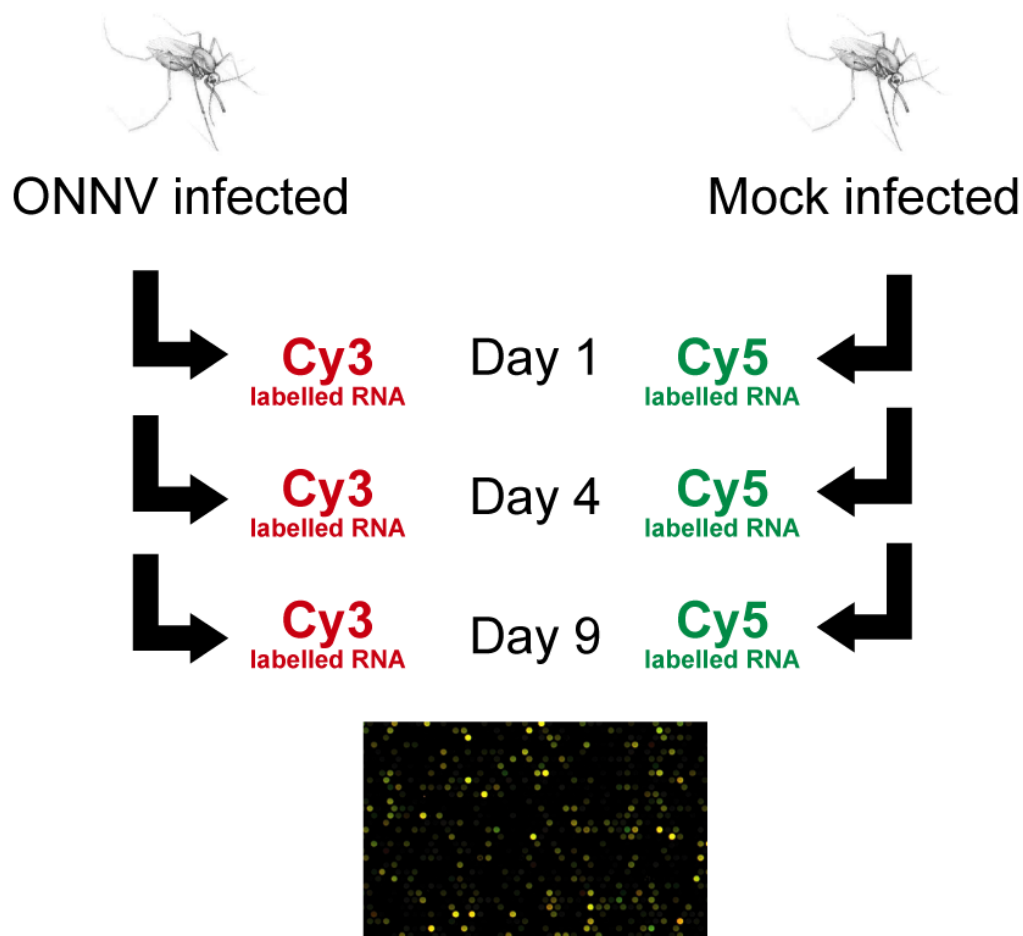 ONNV infected
Mock infected
Cy3 Day 1 Cy5
labelled RNA labelled RNA
Cy3 Day 4 Cy5
labelled RNA labelled RNA
Cy3 Day 9 Cy5
labelled RNA labelled RNA